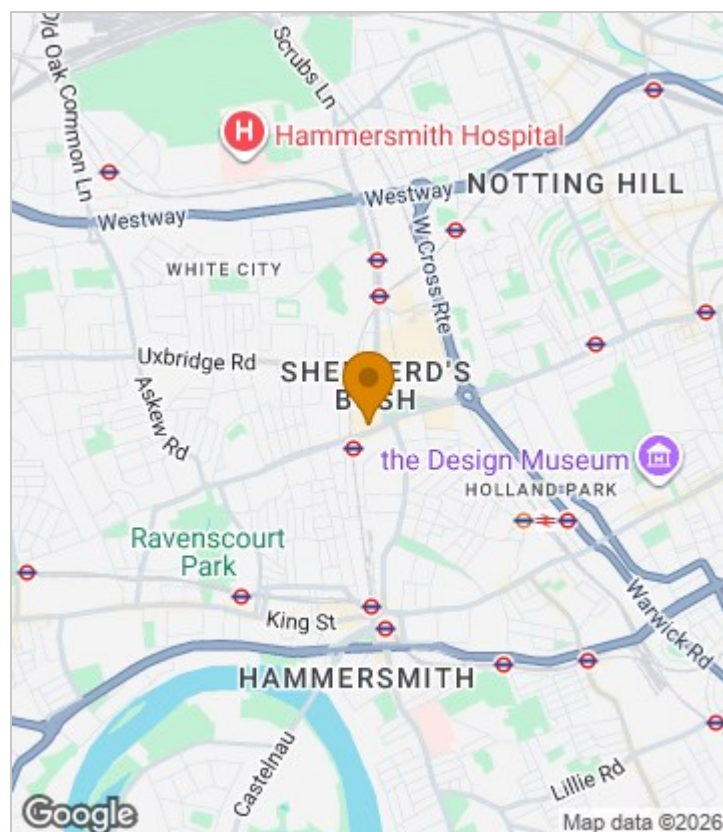 Old Oak Common Ln
Scrubs Ln
H
Hammersmith Hospital
Westway
NOTTING HILL
Westway
W Cross Rte
WHITE CITY
Uxbridge Rd
SHEPHERD'S
BUSH
Askew Rd
the Design Museum
HOLLAND PARK
Ravenscourt
Park
King St
Warwick Rd
HAMMERSMITH
Castelnau
Lillie Rd
Google
Map data ©2026